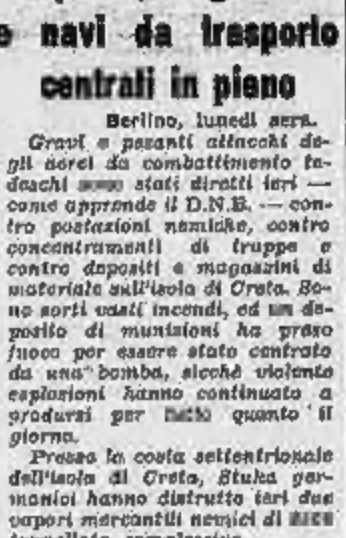 e navi da trasporto
centrati in pieno
Berlino, lunedì sera.
Gravi e pesanti attacchi de-
gli aerei da combattimento te-
deschi sono stati diretti ieri —
come apprende il D.N.B. — con-
tro postazioni nemiche, contro
concentramenti di truppe e
contro depositi e magazzini di
materiale sull'isola di Creta. So-
no sorti vasti incendi, ed un de-
posito di munizioni ha preso
fuoco per essere stato centrato
da una bomba, sicchè violente
esplosioni hanno continuato a
prodursi per tutto quanto il
giorno.
Presso la costa settentrionale
dell'isola di Creta, Stuka ger-
manici hanno distrutto ieri due
vapori mercantili nemici di